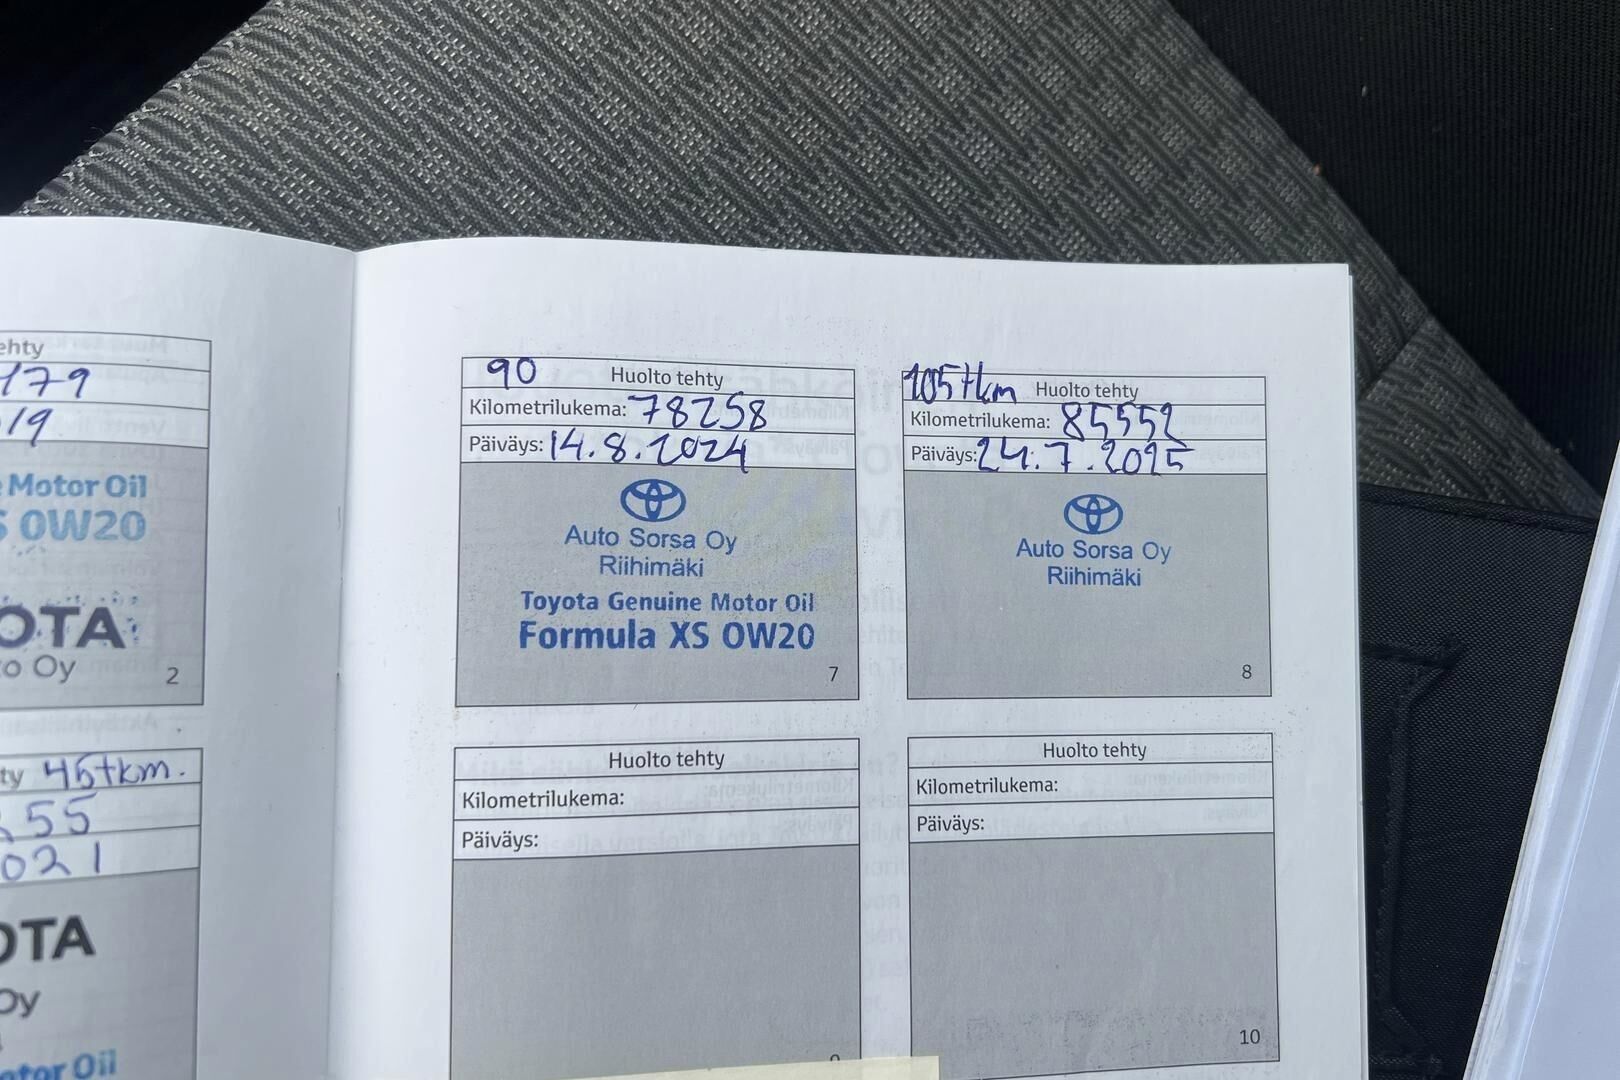 ehty
179
/19
Motor Oil
S 0W20
OTA
o Oy
2
ty 45tkm.
55
021
OTA
Oy
otor Oil
90 Huolto tehty
Kilometrilukema: 78258
Päiväys: 14.8.2024
Auto Sorsa Oy
Riihimäki
Toyota Genuine Motor Oil
Formula XS 0W20
7
105tkm Huolto tehty
Kilometrilukema: 85552
Päiväys: 24.7.2025
Auto Sorsa Oy
Riihimäki
8
Huolto tehty
Kilometrilukema:
Päiväys:
Huolto tehty
Kilometrilukema:
Päiväys:
10